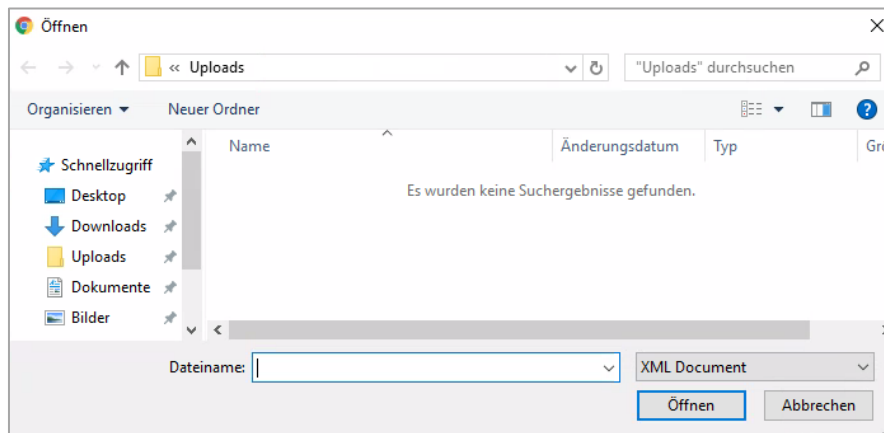 Öffnen
« Uploads
"Uploads" durchsuchen
Organisieren
Neuer Ordner
Name
Änderungsdatum
Typ
Grö
Schnellzugriff
Es wurden keine Suchergebnisse gefunden.
Desktop
Downloads
Uploads
Dokumente
Bilder
Dateiname:
XML Document
Öffnen
Abbrechen